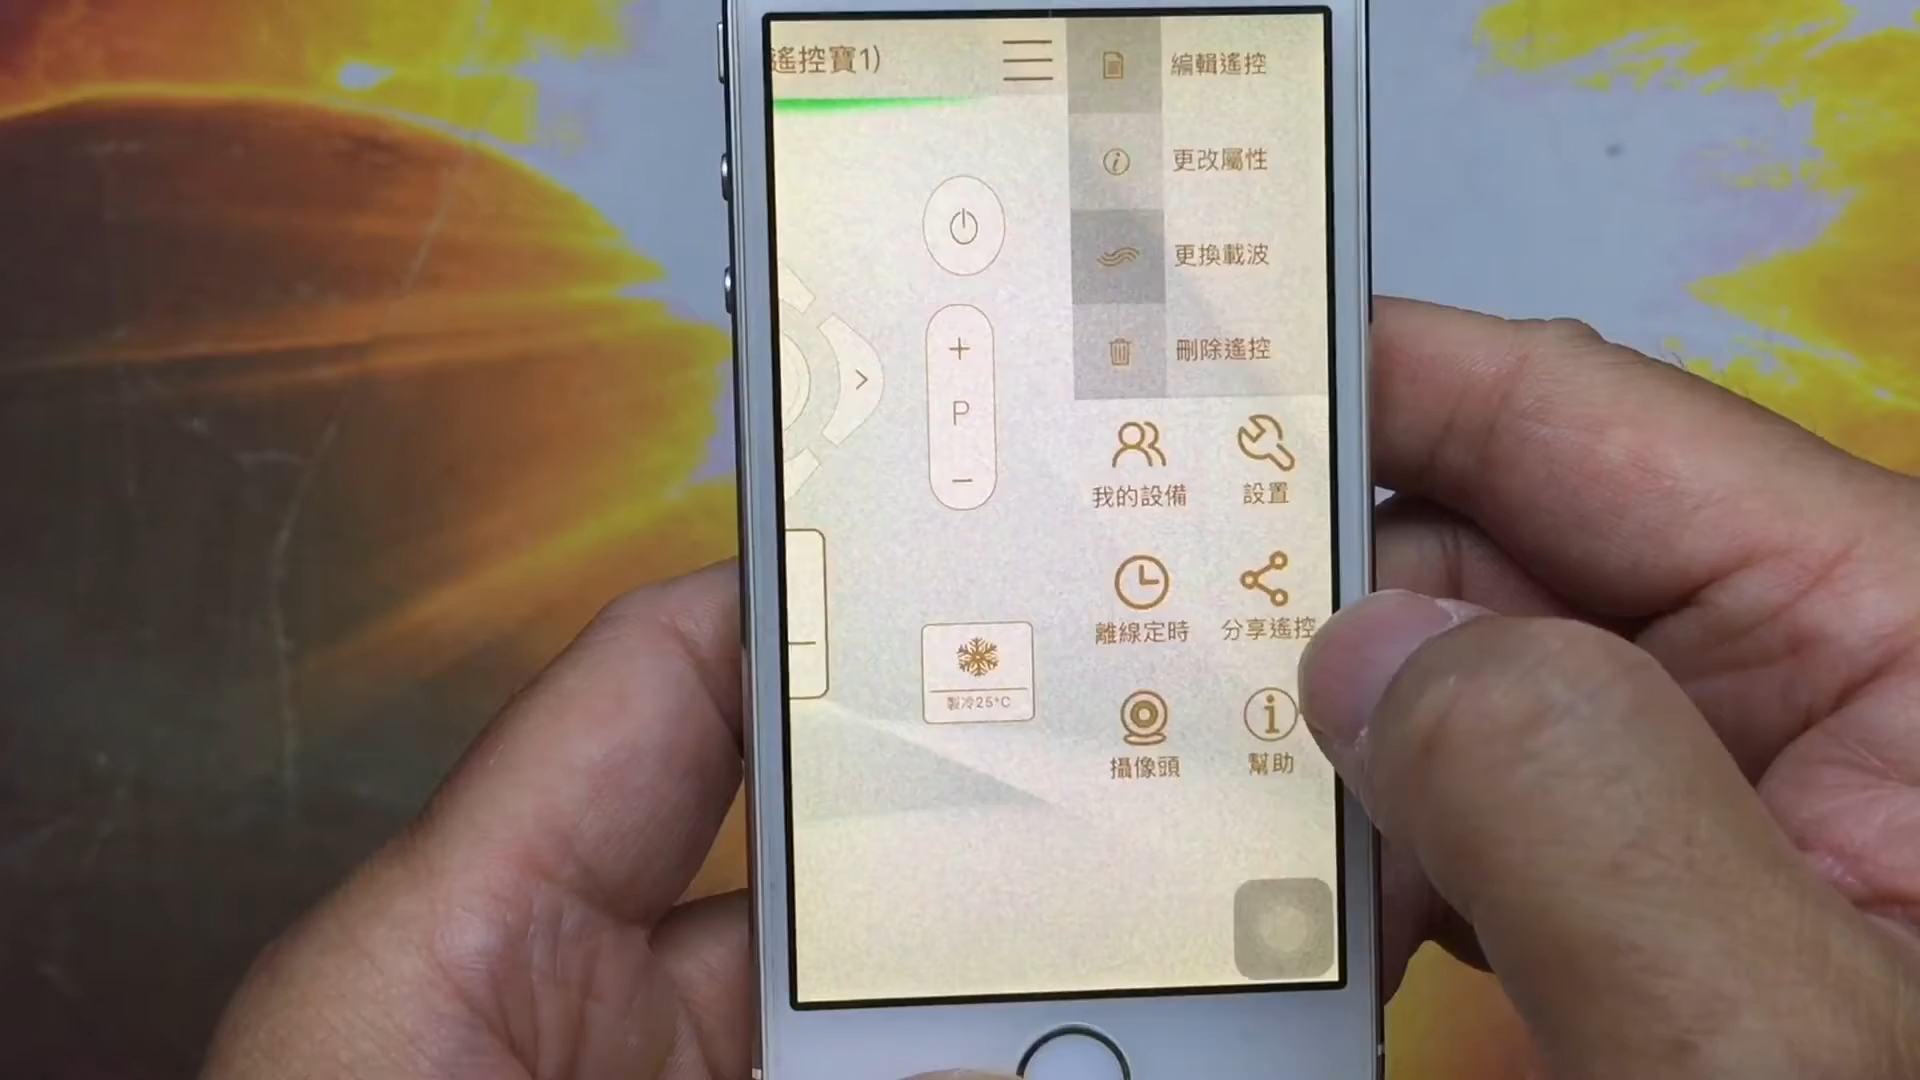 遙控寶1)
編輯遙控
更改屬性
更換載波
刪除遙控
+
P
−
我的設備
設置
離線定時
分享遙控
製冷25°C
攝像頭
幫助